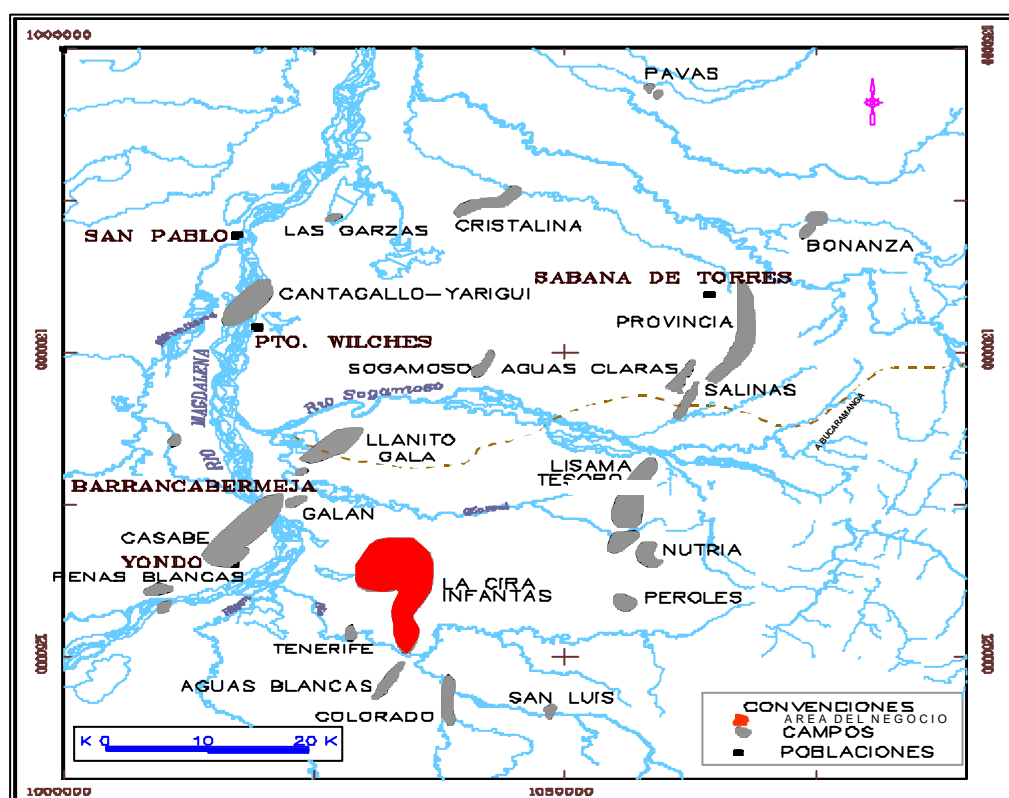 1000000
PAVAS
SAN PABLO
LAS GARZAS
CRISTALINA
BONANZA
SABANA DE TORRES
CANTAGALLO-YARIGUI
PROVINCIA
PTO. WILCHES
SOGAMOSO
AGUAS CLARAS
SALINAS
MAGDALENA
RIO
Rio Sogamoso
A BUCARAMANGA
LLANITO
GALA
LISAMA
TESORO
BARRANCABERMEJA
GALAN
CASABE
YONDO
NUTRIA
PENAS BLANCAS
LA CIRA
INFANTAS
PEROLES
TENERIFE
AGUAS BLANCAS
COLORADO
SAN LUIS
CONVENCIONES
AREA DEL NEGOCIO
CAMPOS
POBLACIONES
K 0 10 20 K
1000000
1050000